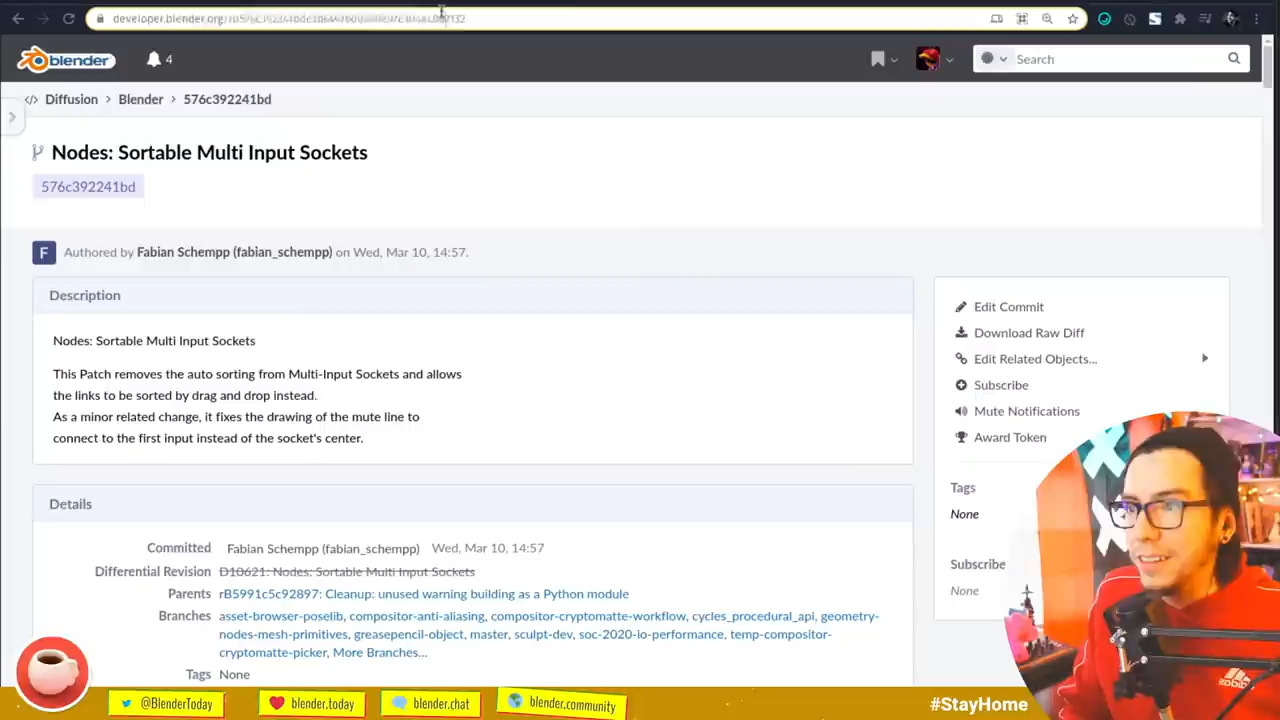 developer.blender.org
blender
4
Search
Diffusion > Blender > 576c392241bd
Nodes: Sortable Multi Input Sockets
576c392241bd
F Authored by Fabian Schempp (fabian_schempp) on Wed, Mar 10, 14:57.
Description
Nodes: Sortable Multi Input Sockets
This Patch removes the auto sorting from Multi-Input Sockets and allows
the links to be sorted by drag and drop instead.
As a minor related change, it fixes the drawing of the mute line to
connect to the first input instead of the socket's center.
Edit Commit
Download Raw Diff
Edit Related Objects...
Subscribe
Mute Notifications
Award Token
Tags
None
Subscribe
None
Details
Committed Fabian Schempp (fabian_schempp) Wed, Mar 10, 14:57
Differential Revision D10621: Nodes: Sortable Multi Input Sockets
Parents rB5991c5c92897: Cleanup: unused warning building as a Python module
Branches asset-browser-poselib, compositor-anti-aliasing, compositor-cryptomatte-workflow, cycles_procedural_api, geometry-
nodes-mesh-primitives, greasepencil-object, master, sculpt-dev, soc-2020-io-performance, temp-compositor-
cryptomatte-picker, More Branches...
Tags None
adidas
@BlenderToday
blender.today
blender.chat
blender.community
#StayHome